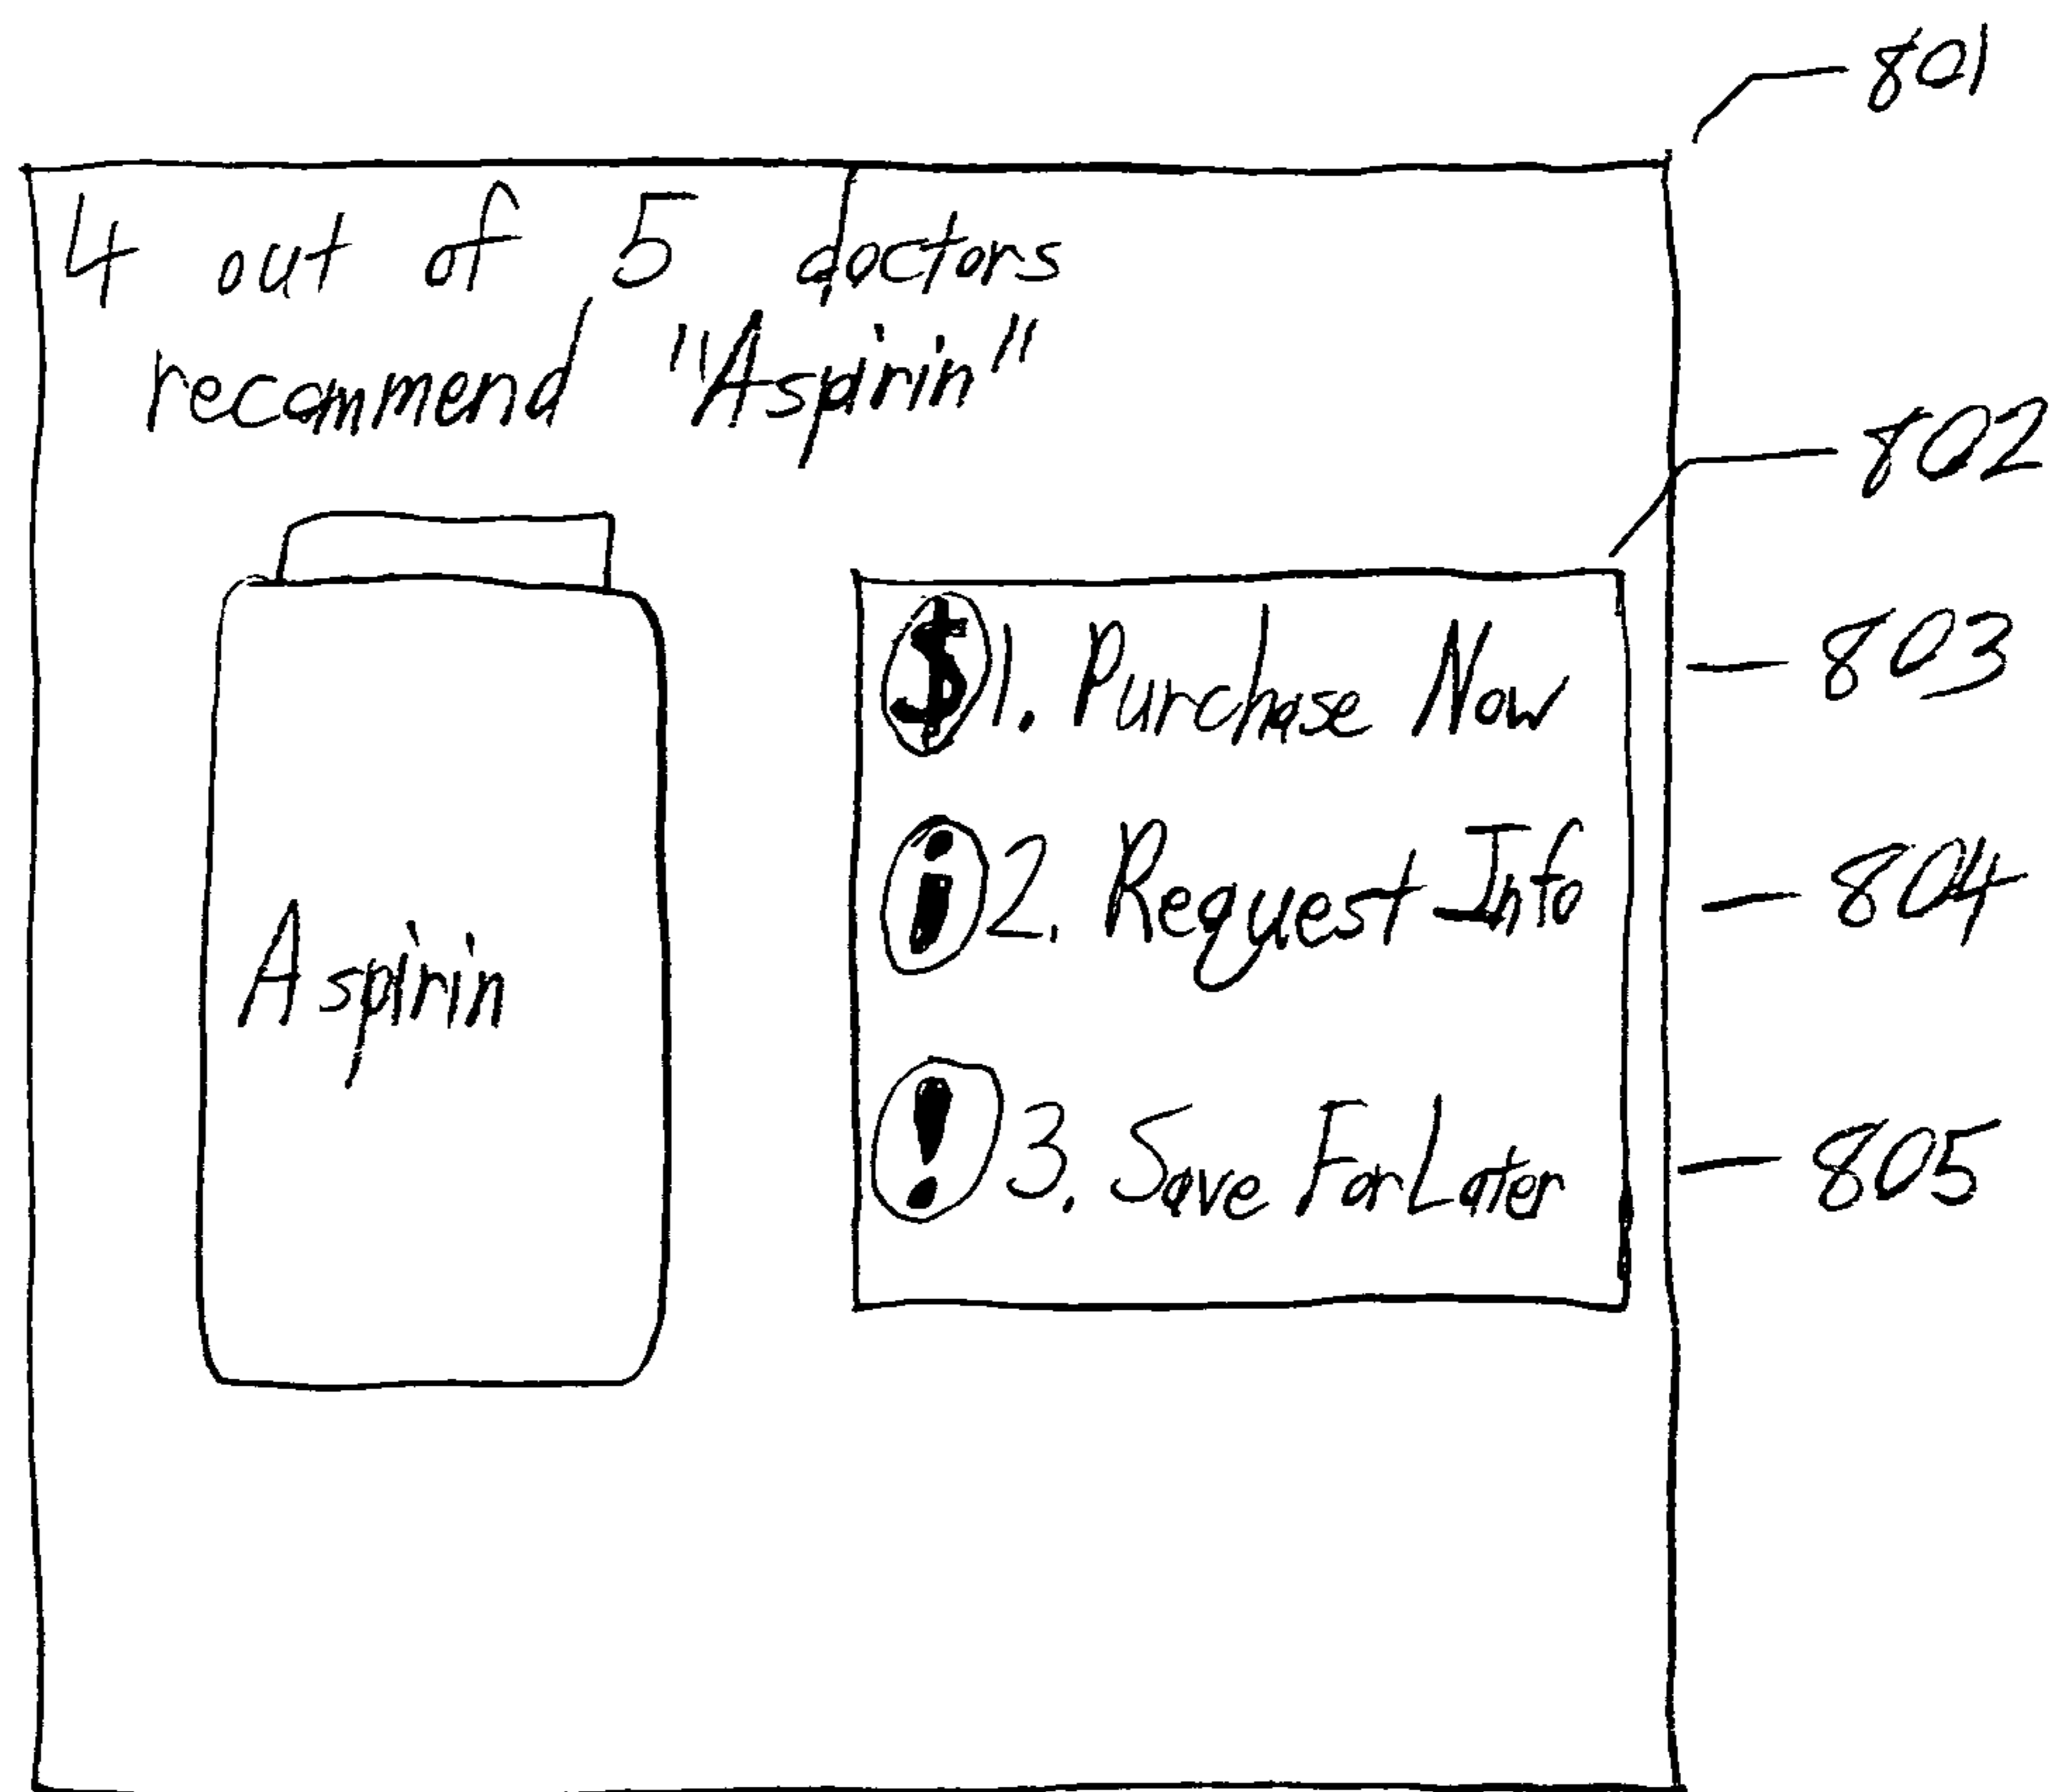 801
4 out of 5 doctors
recommend "Aspirin"
802
$ 1. Purchase Now
803
i 2. Request Info
804
Aspirin
! 3. Save For Later
805